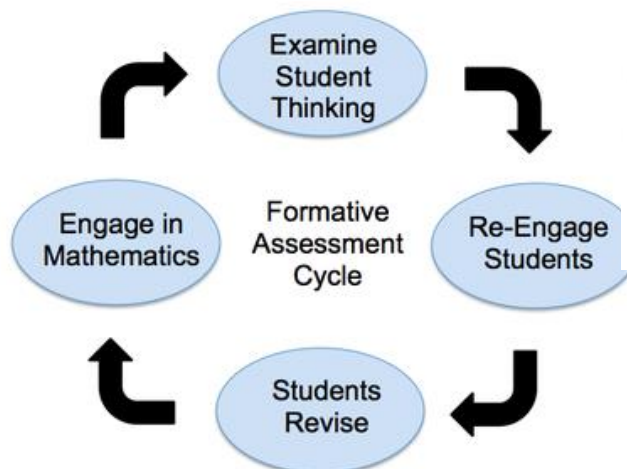 Examine
Student
Thinking
Engage in
Mathematics
Formative
Assessment
Cycle
Re-Engage
Students
Students
Revise